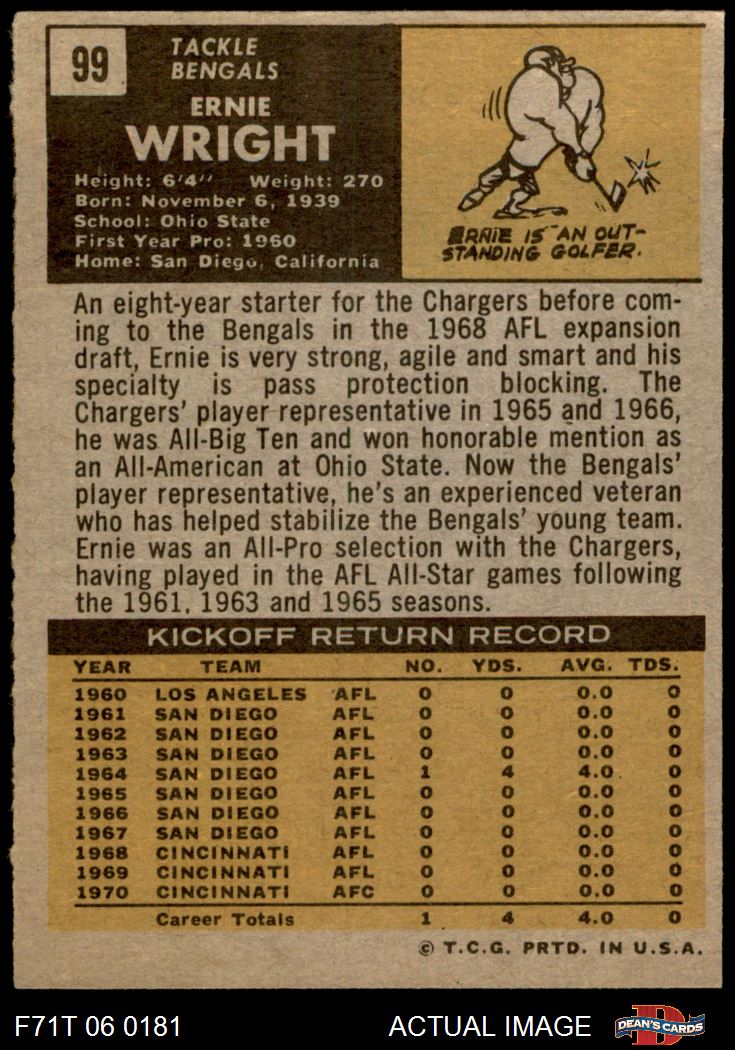 99
TACKLE
BENGALS
ERNIE
WRIGHT
Height: 6'4" Weight: 270
Born: November 6, 1939
School: Ohio State
First Year Pro: 1960
Home: San Diego, California
ERNIE IS AN OUT-
STANDING GOLFER.
An eight-year starter for the Chargers before com-
ing to the Bengals in the 1968 AFL expansion
draft, Ernie is very strong, agile and smart and his
specialty is pass protection blocking. The
Chargers' player representative in 1965 and 1966,
he was All-Big Ten and won honorable mention as
an All-American at Ohio State. Now the Bengals'
player representative, he's an experienced veteran
who has helped stabilize the Bengals' young team.
Ernie was an All-Pro selection with the Chargers,
having played in the AFL All-Star games following
the 1961, 1963 and 1965 seasons.
KICKOFF RETURN RECORD
YEAR TEAM NO. YDS. AVG. TDS.
1960 LOS ANGELES AFL 0 0 0.0 0
1961 SAN DIEGO AFL 0 0 0.0 0
1962 SAN DIEGO AFL 0 0 0.0 0
1963 SAN DIEGO AFL 0 0 0.0 0
1964 SAN DIEGO AFL 1 4 4.0 0
1965 SAN DIEGO AFL 0 0 0.0 0
1966 SAN DIEGO AFL 0 0 0.0 0
1967 SAN DIEGO AFL 0 0 0.0 0
1968 CINCINNATI AFL 0 0 0.0 0
1969 CINCINNATI AFL 0 0 0.0 0
1970 CINCINNATI AFC 0 0 0.0 0
Career Totals 1 4 4.0 0
© T.C.G. PRTD. IN U.S.A.
F71T 06 0181 ACTUAL IMAGE D DEAN'S CARDS